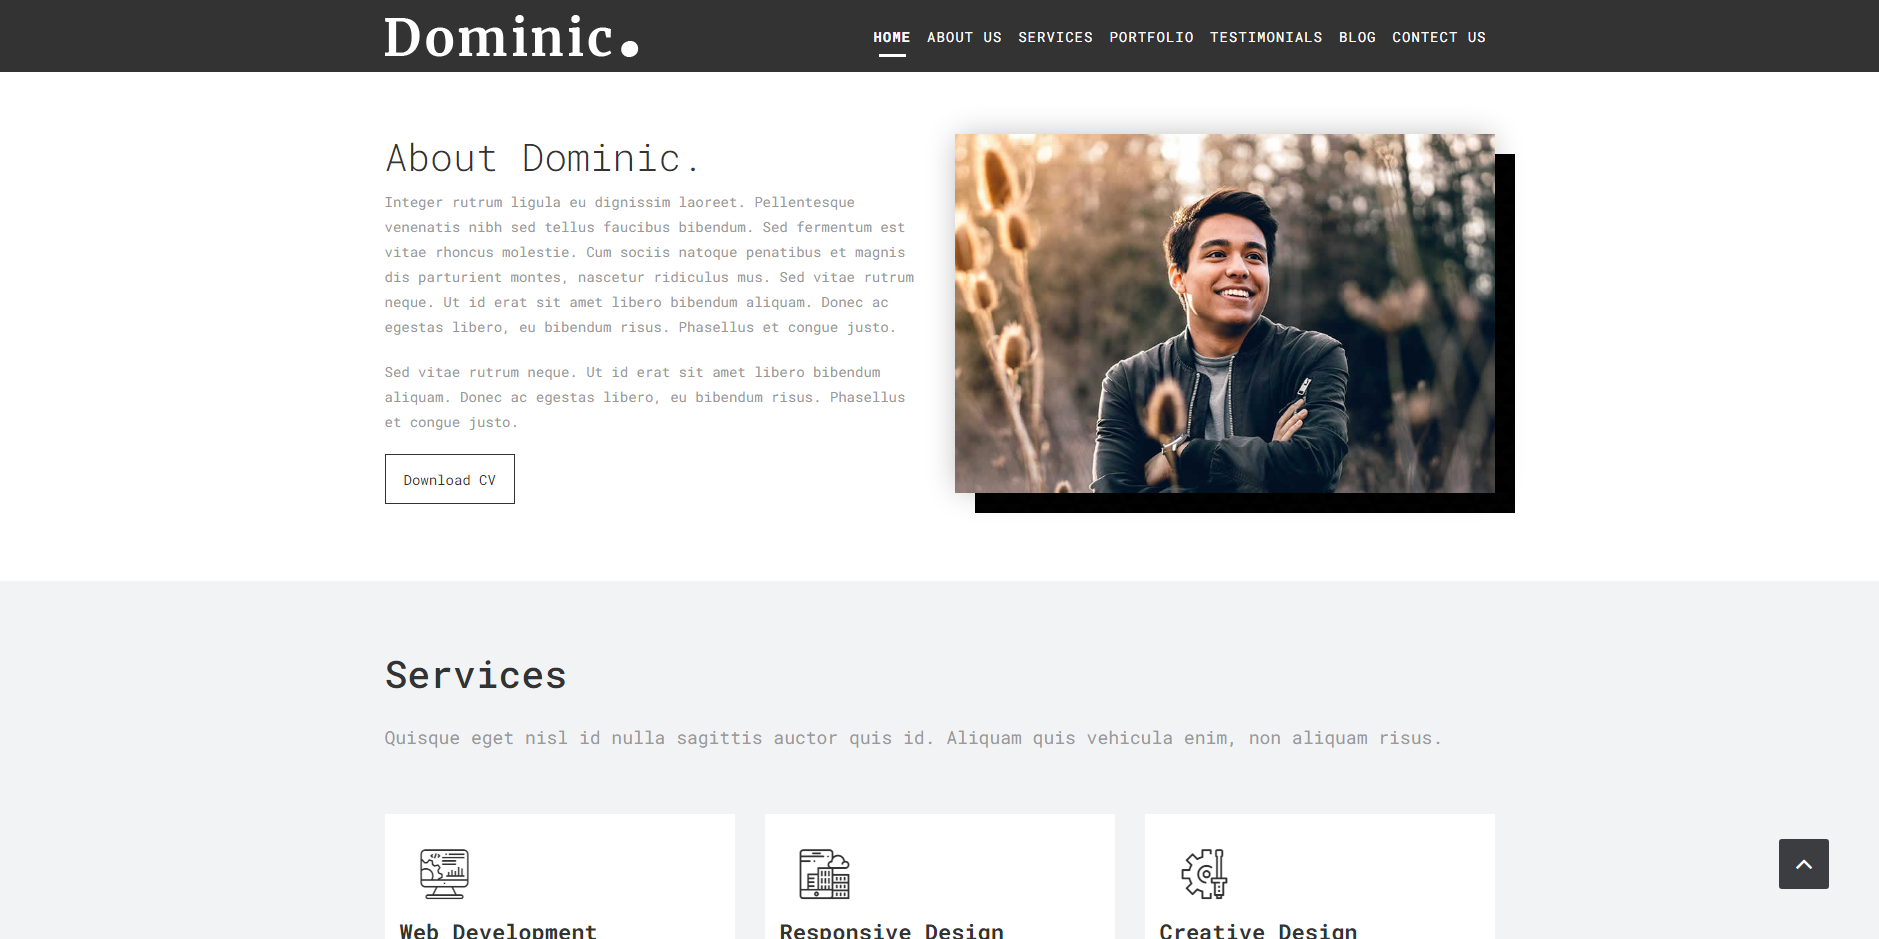 Dominic.
HOME ABOUT US SERVICES PORTFOLIO TESTIMONIALS BLOG CONTACT US
About Dominic.
Integer rutrum ligula eu dignissim laoreet. Pellentesque
venenatis nibh sed tellus faucibus bibendum. Sed fermentum est
vitae rhoncus molestie. Cum sociis natoque penatibus et magnis
dis parturient montes, nascetur ridiculus mus. Sed vitae rutrum
neque. Ut id erat sit amet libero bibendum aliquam. Donec ac
egestas libero, eu bibendum risus. Phasellus et congue justo.
Sed vitae rutrum neque. Ut id erat sit amet libero bibendum
aliquam. Donec ac egestas libero, eu bibendum risus. Phasellus
et congue justo.
Download CV
Services
Quisque eget nisl id nulla sagittis auctor quis id. Aliquam quis vehicula enim, non aliquam risus.
Web Development
Responsive Design
Creative Design